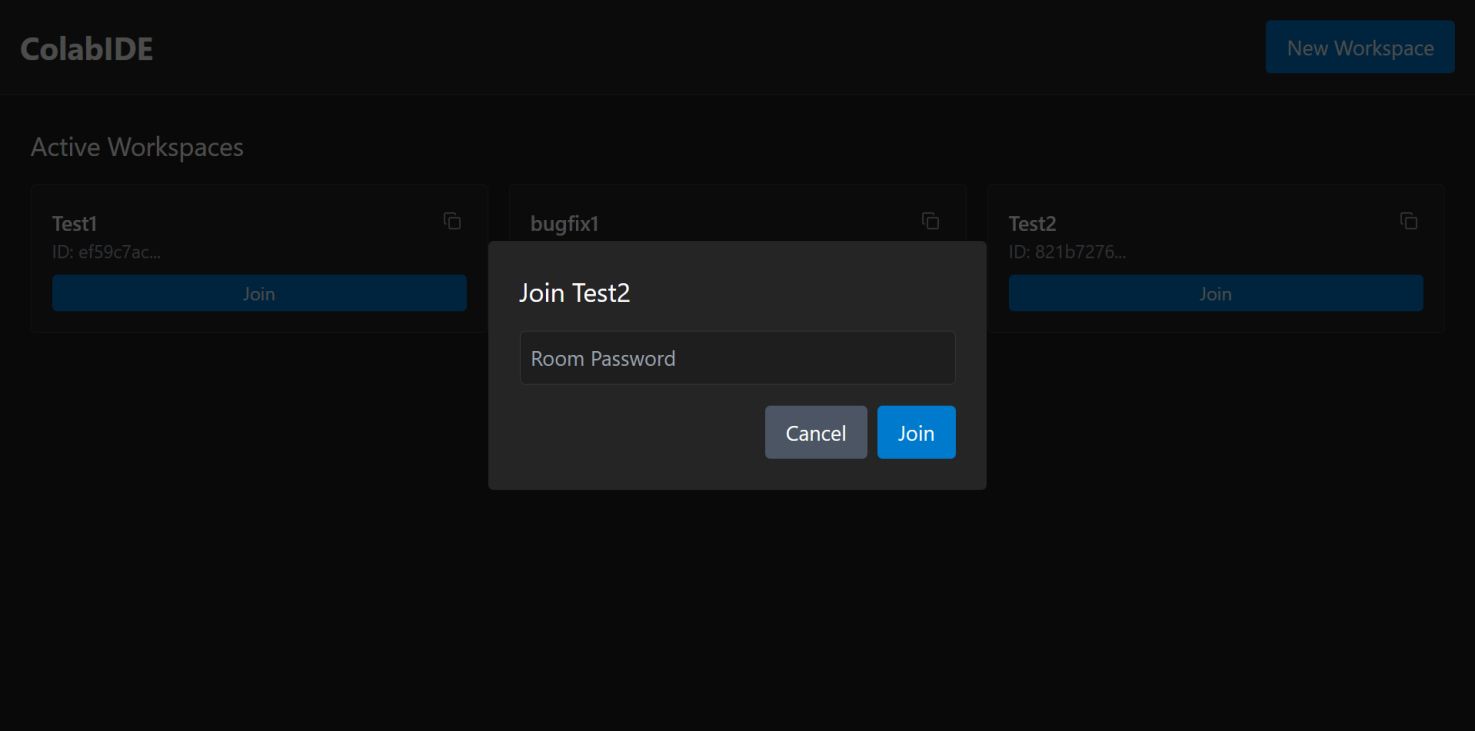 ColabIDE
New Workspace
Active Workspaces
Test1
ID: ef59c7ac...
Join
bugfix1
Test2
ID: 821b7276...
Join
Join Test2
Room Password
Cancel
Join